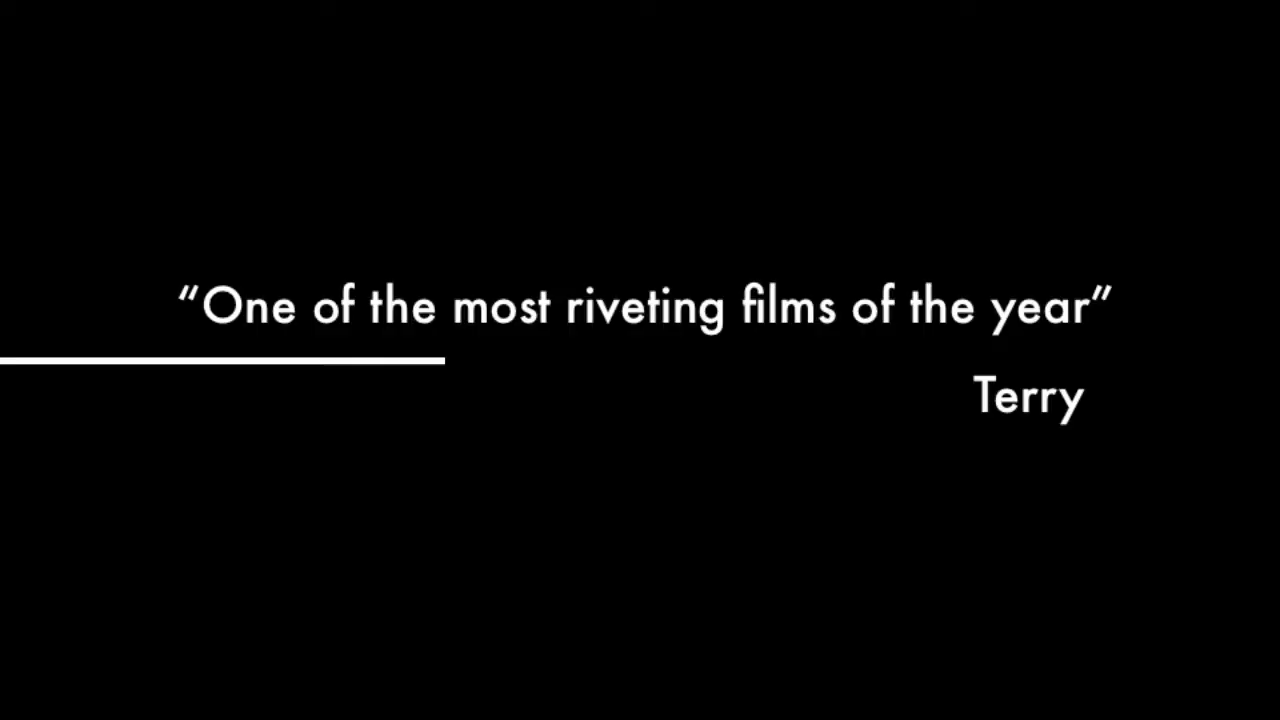 “One of the most riveting films of the year”
Terry